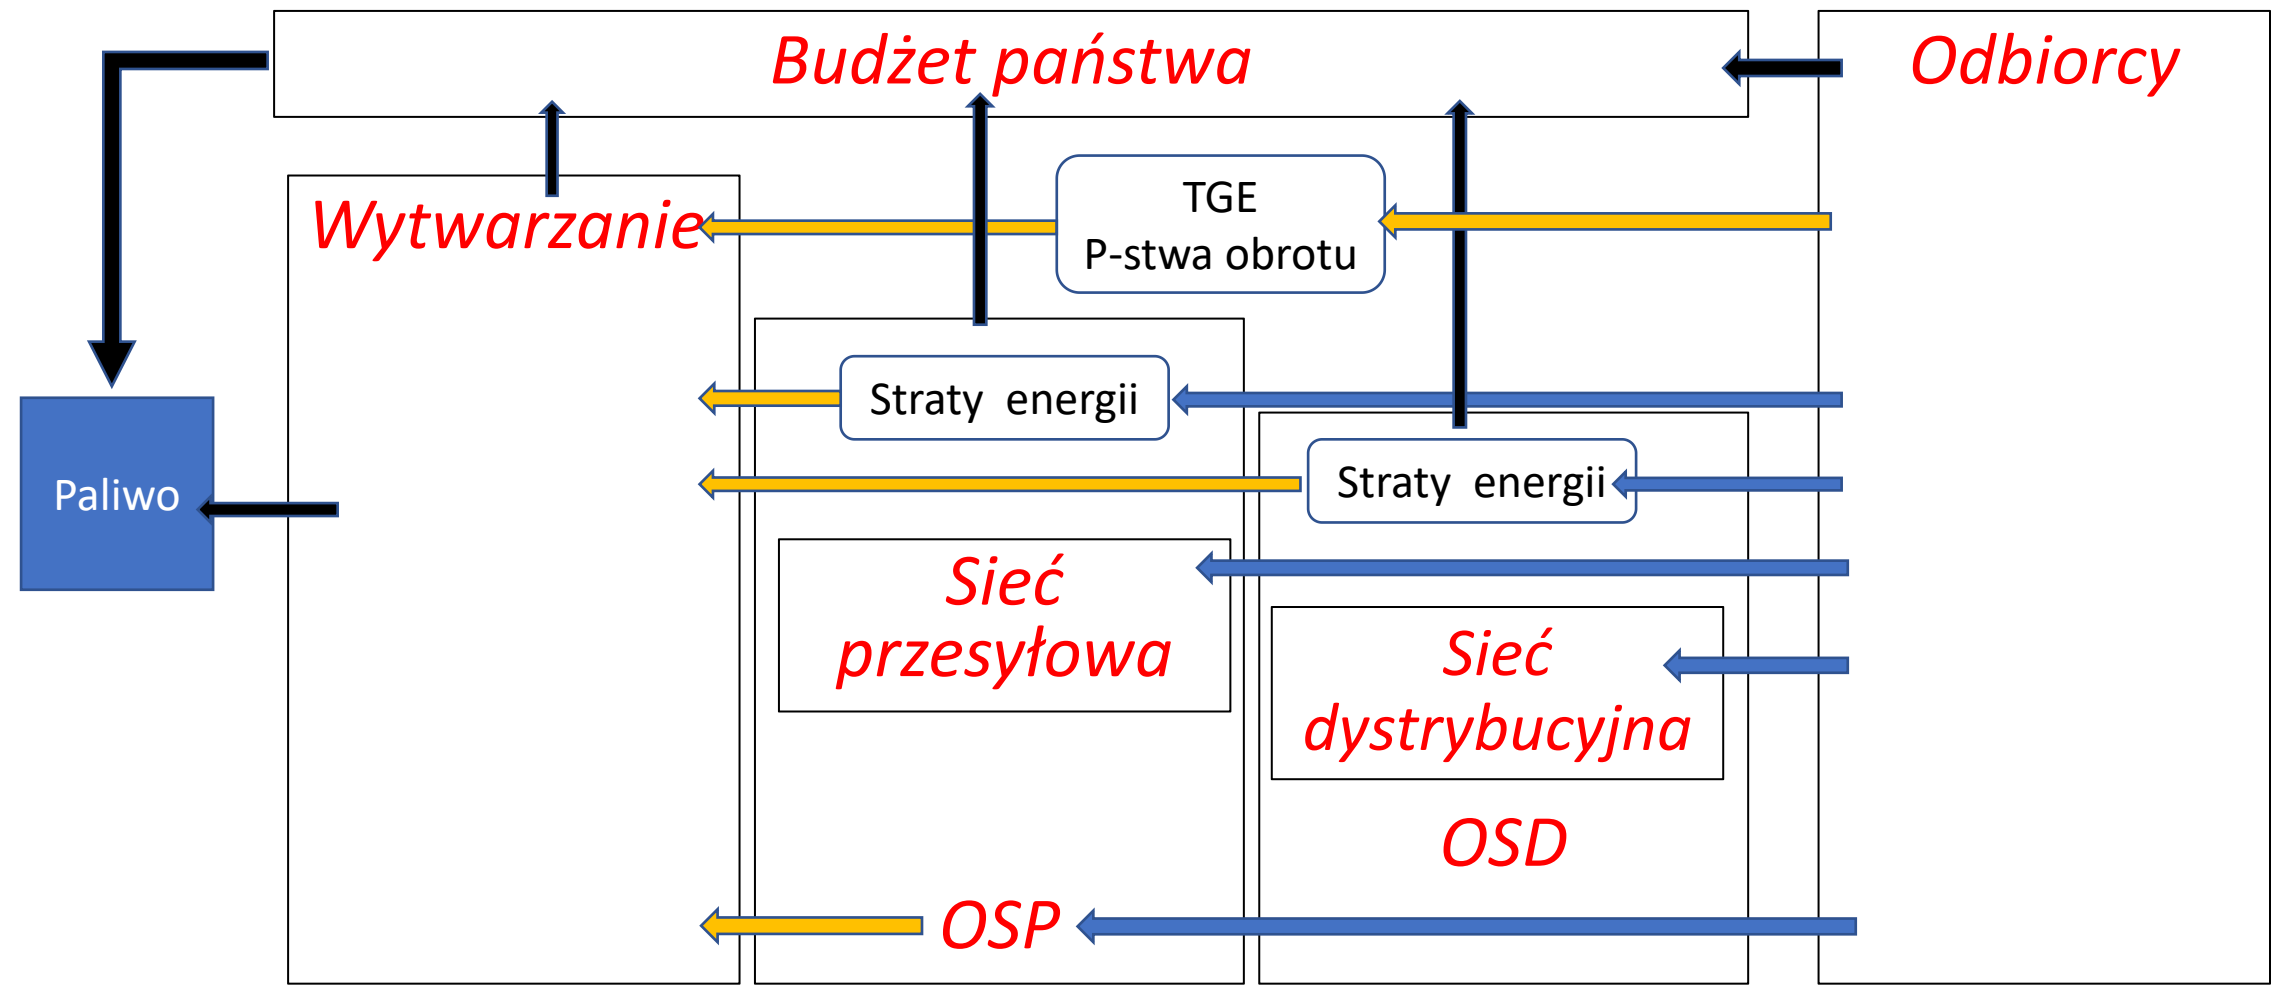 Budżet państwa
Odbiorcy
Wytwarzanie
TGE
P-stwa obrotu
Straty energii
Straty energii
Paliwo
Sieć
przesyłowa
Sieć
dystrybucyjna
OSD
OSP